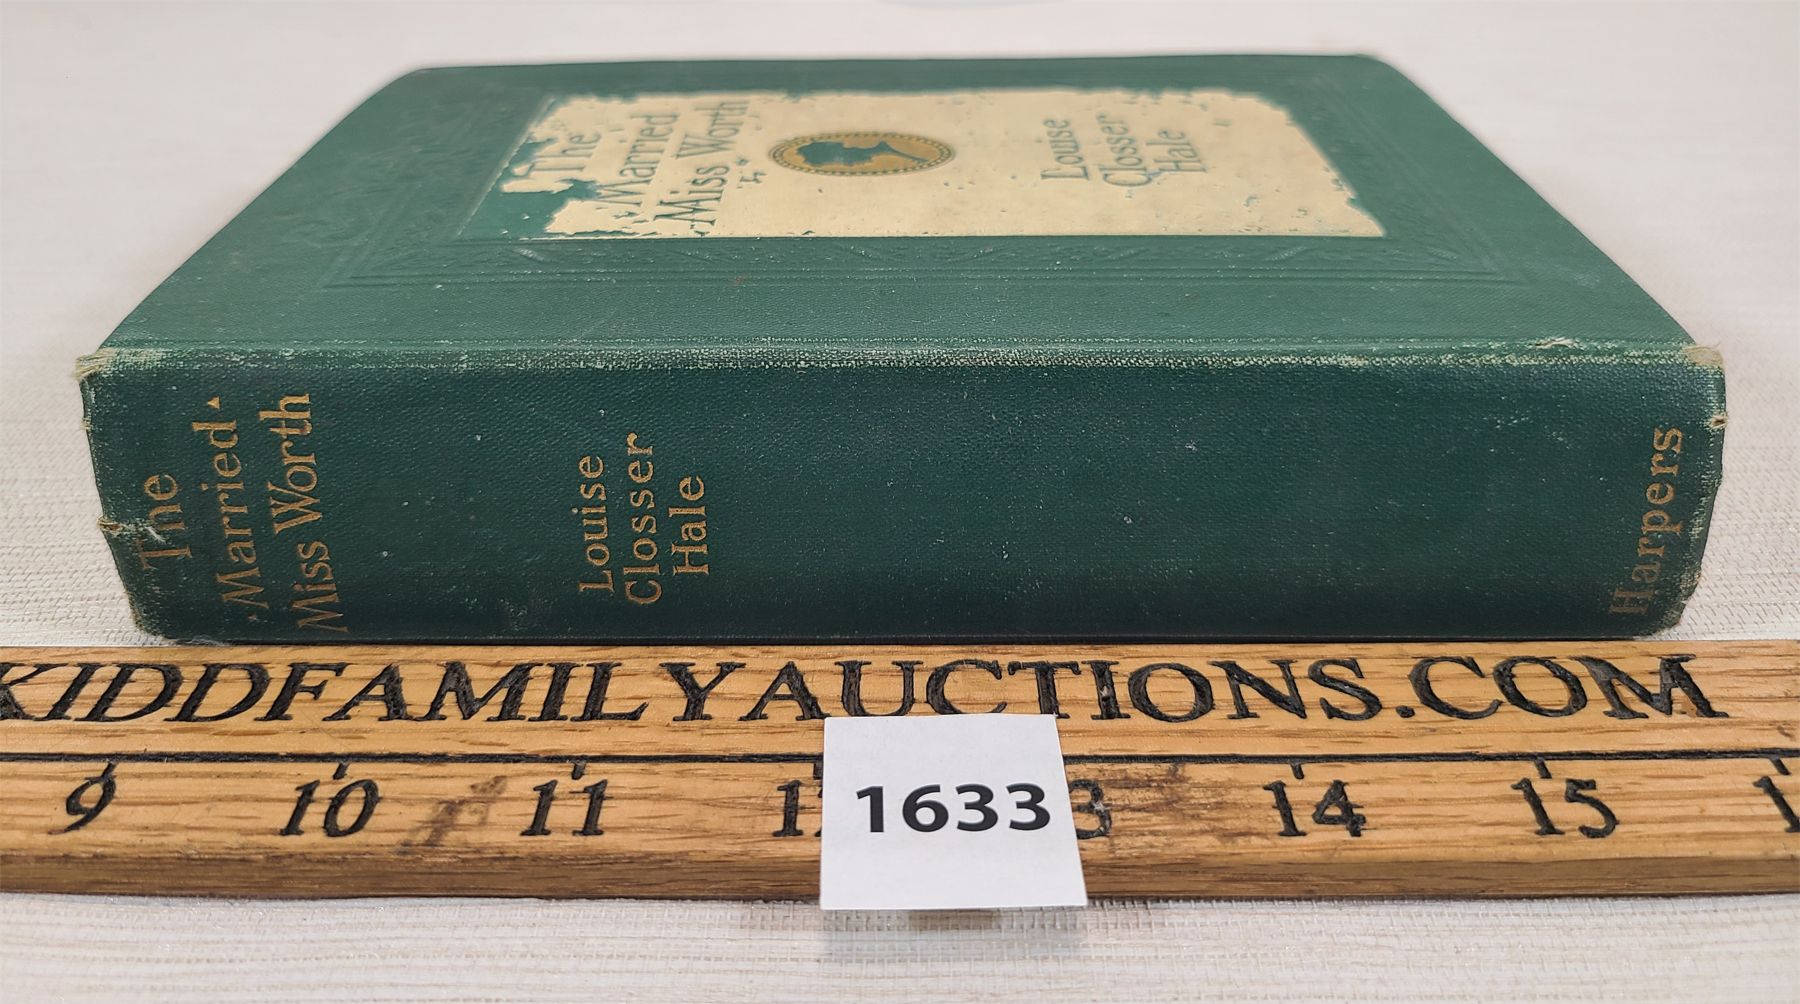 The
Married
Miss Worth
Louise
Closser
Hale
The
Married
Miss Worth
Louise
Closser
Hale
Harpers
KIDDFAMILYAUCTIONS.COM
9 10 11 14 15
1633